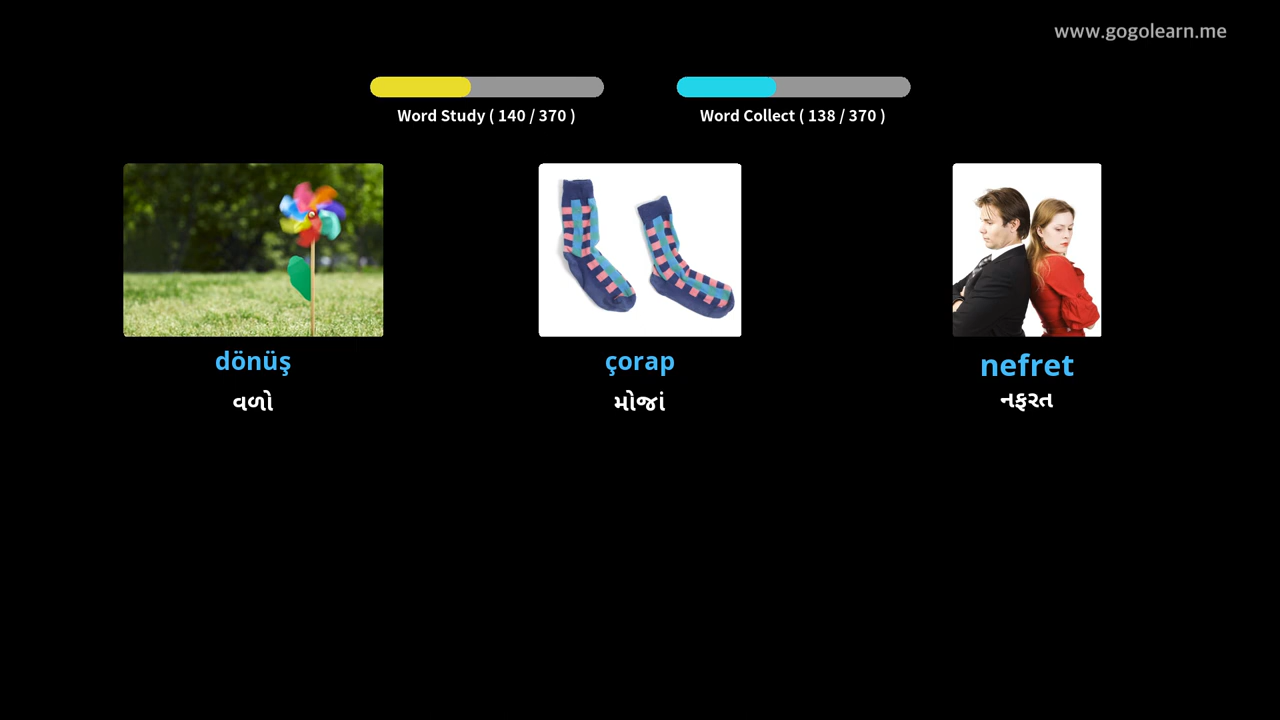 www.gogolearn.me
Word Study ( 140 / 370 )
Word Collect ( 138 / 370 )
dönüş
çorap
nefret
વળો
મોજાં
નફરત